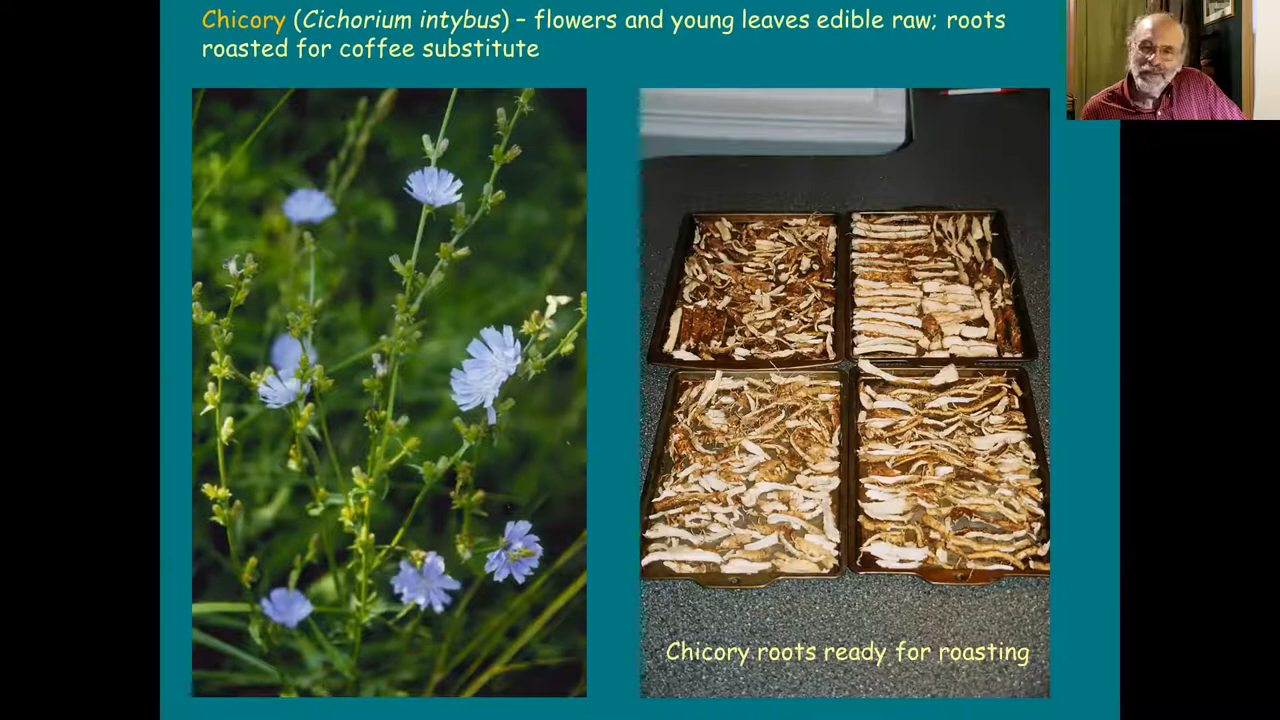 Chicory (Cichorium intybus) – flowers and young leaves edible raw; roots
roasted for coffee substitute
Chicory roots ready for roasting